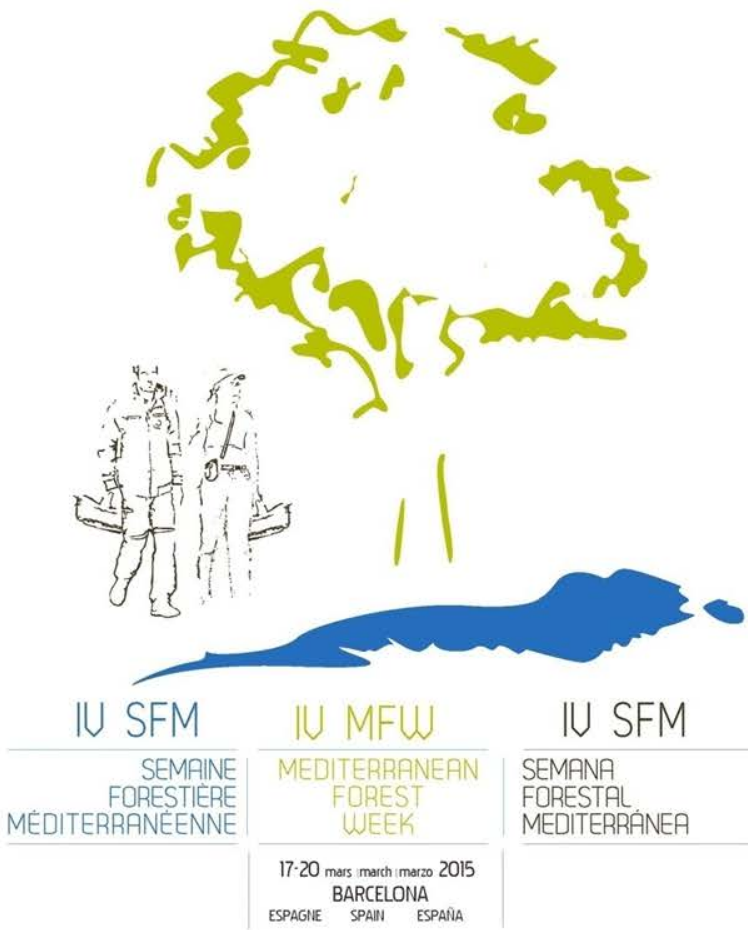 IV SFM
SEMAINE
FORESTIÈRE
MÉDITERRANÉENNE
IV MFW
MEDITERRANEAN
FOREST
WEEK
IV SFM
SEMANA
FORESTAL
MEDITERRÁNEA
17-20 mars | march | marzo 2015
BARCELONA
ESPAGNE SPAIN ESPAÑA